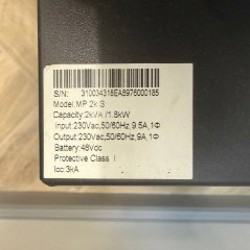 S/N: 310034318EA8976000185
Model:MP 2k S
Capacity:2kVA /1.8kW
Input:230Vac,50/60Hz,9.5A,1Φ
Output:230Vac,50/60Hz,9A,1Φ
Battery:48Vdc
Protective Class I
Icc:3kA